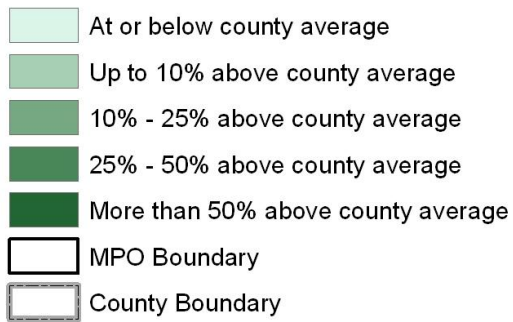 At or below county average
Up to 10% above county average
10% - 25% above county average
25% - 50% above county average
More than 50% above county average
MPO Boundary
County Boundary